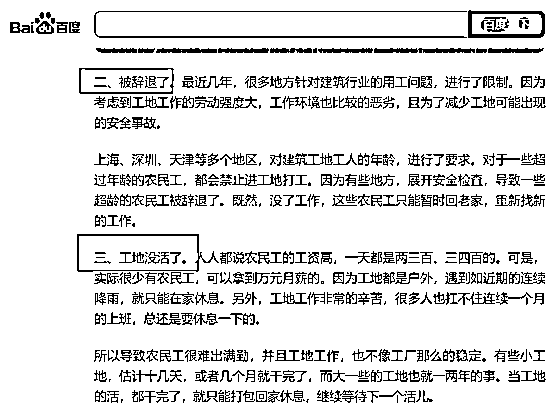 Bai百度
百度
二、被辞退了。最近几年，很多地方针对建筑行业的用工问题，进行了限制。因为
考虑到工地工作的劳动强度大，工作环境也比较的恶劣，且为了减少工地可能出现
的安全事故。
上海、深圳、天津等多个地区，对建筑工地工人的年龄，进行了要求。对于一些超
过年龄的农民工，都会禁止进工地打工。因为有些地方，展开安全检查，导致一些
超龄的农民工被辞退了。既然，没了工作，这些农民工只能暂时回老家，重新找新
的工作。
三、工地没活了。人人都说农民工的工资高，一天都是两三百、三四百的。可是，
实际很少有农民工，可以拿到万元月薪的。因为工地都是户外，遇到如近期的连续
降雨，就只能在家休息。另外，工地工作非常的辛苦，很多人也扛不住连续一个月
的上班，总还是要休息一下的。
所以导致农民工很难出满勤，并且工地工作，也不像工厂那么的稳定。有些小工
地，估计十几天，或者几个月就干完了，而大一些的工地也就一两年的事。当工地
的活，都干完了，就只能打包回家休息，继续等待下一个活儿。